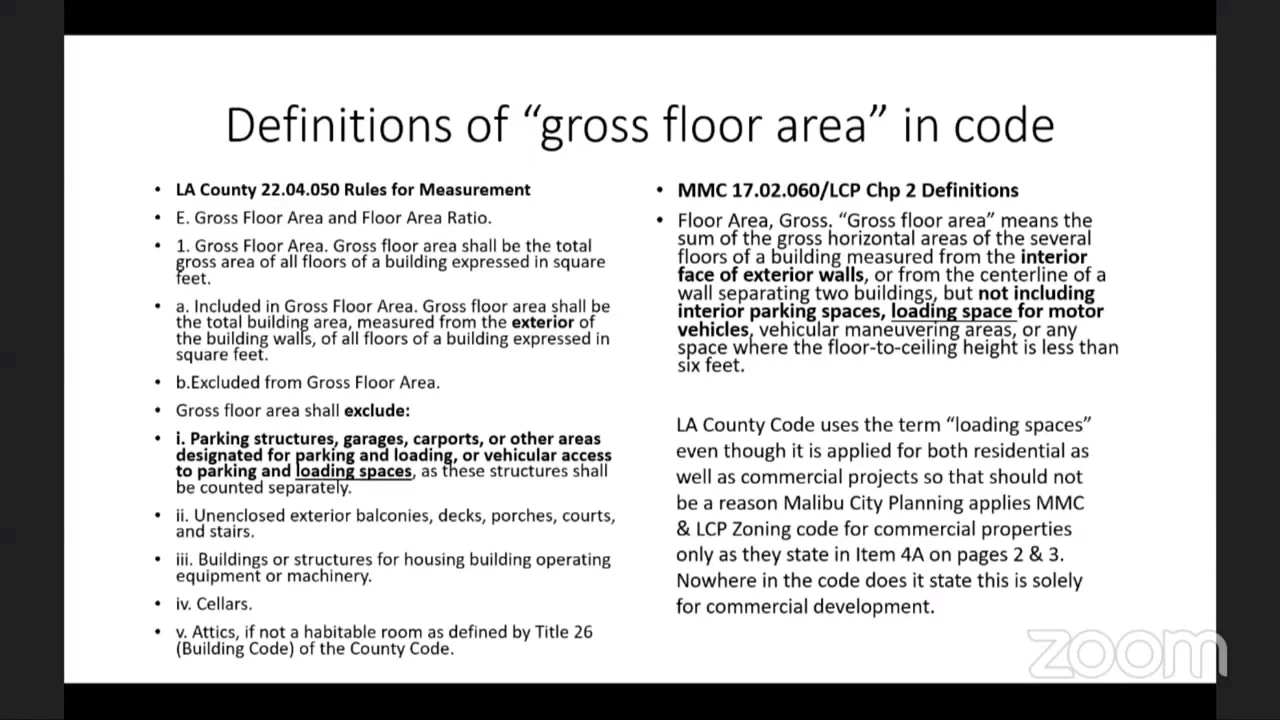 Definitions of “gross floor area” in code
• LA County 22.04.050 Rules for Measurement
• E. Gross Floor Area and Floor Area Ratio.
• 1. Gross Floor Area. Gross floor area shall be the total
gross area of all floors of a building expressed in square
feet.
• a. Included in Gross Floor Area. Gross floor area shall be
the total building area, measured from the exterior of
the building walls, of all floors of a building expressed in
square feet.
• b.Excluded from Gross Floor Area.
• Gross floor area shall exclude:
• i. Parking structures, garages, carports, or other areas
designated for parking and loading, or vehicular access
to parking and loading spaces, as these structures shall
be counted separately.
• ii. Unenclosed exterior balconies, decks, porches, courts,
and stairs.
• iii. Buildings or structures for housing building operating
equipment or machinery.
• iv. Cellars.
• v. Attics, if not a habitable room as defined by Title 26
(Building Code) of the County Code.
• MMC 17.02.060/LCP Chp 2 Definitions
• Floor Area, Gross. “Gross floor area” means the
sum of the gross horizontal areas of the several
floors of a building measured from the interior
face of exterior walls, or from the centerline of a
wall separating two buildings, but not including
interior parking spaces, loading space for motor
vehicles, vehicular maneuvering areas, or any
space where the floor-to-ceiling height is less than
six feet.
LA County Code uses the term “loading spaces”
even though it is applied for both residential as
well as commercial projects so that should not
be a reason Malibu City Planning applies MMC
& LCP Zoning code for commercial properties
only as they state in Item 4A on pages 2 & 3.
Nowhere in the code does it state this is solely
for commercial development.
zoom